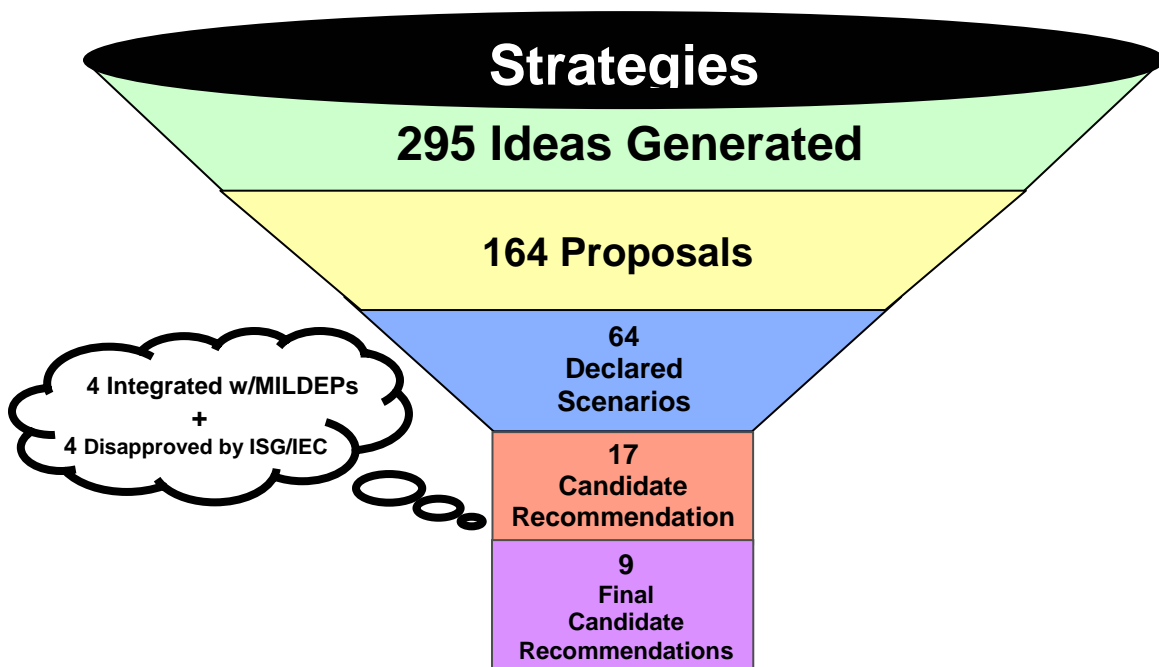 Strategies
295 Ideas Generated
164 Proposals
64
Declared
Scenarios
4 Integrated w/MILDEPs
+
4 Disapproved by ISG/IEC
17
Candidate
Recommendation
9
Final
Candidate
Recommendations